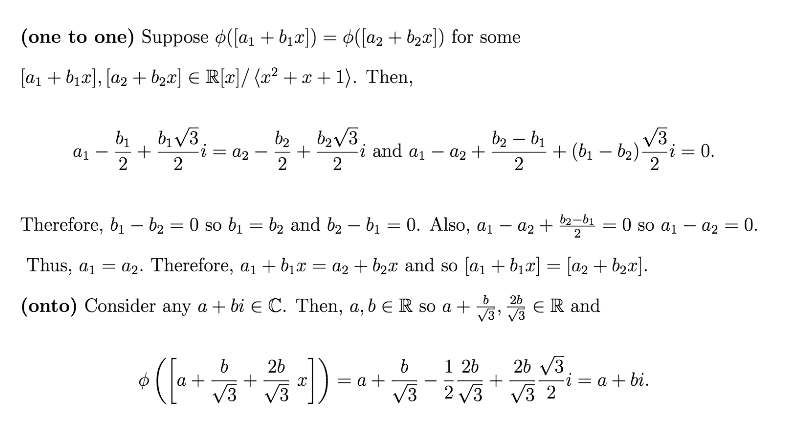 (one to one) Suppose ϕ([a₁ + b₁x]) = ϕ([a₂ + b₂x]) for some
[a₁ + b₁x], [a₂ + b₂x] ∈ ℝ[x]/⟨x² + x + 1⟩. Then,
a₁ − b₁/2 + (b₁√3)/2 i = a₂ − b₂/2 + (b₂√3)/2 i and a₁ − a₂ + (b₂ − b₁)/2 + (b₁ − b₂) √3/2 i = 0.
Therefore, b₁ − b₂ = 0 so b₁ = b₂ and b₂ − b₁ = 0. Also, a₁ − a₂ + (b₂−b₁)/2 = 0 so a₁ − a₂ = 0.
Thus, a₁ = a₂. Therefore, a₁ + b₁x = a₂ + b₂x and so [a₁ + b₁x] = [a₂ + b₂x].
(onto) Consider any a + bi ∈ ℂ. Then, a, b ∈ ℝ so a + b/√3, 2b/√3 ∈ ℝ and
ϕ([a + b/√3 + 2b/√3 x]) = a + b/√3 − 1/2 2b/√3 + 2b/√3 √3/2 i = a + bi.